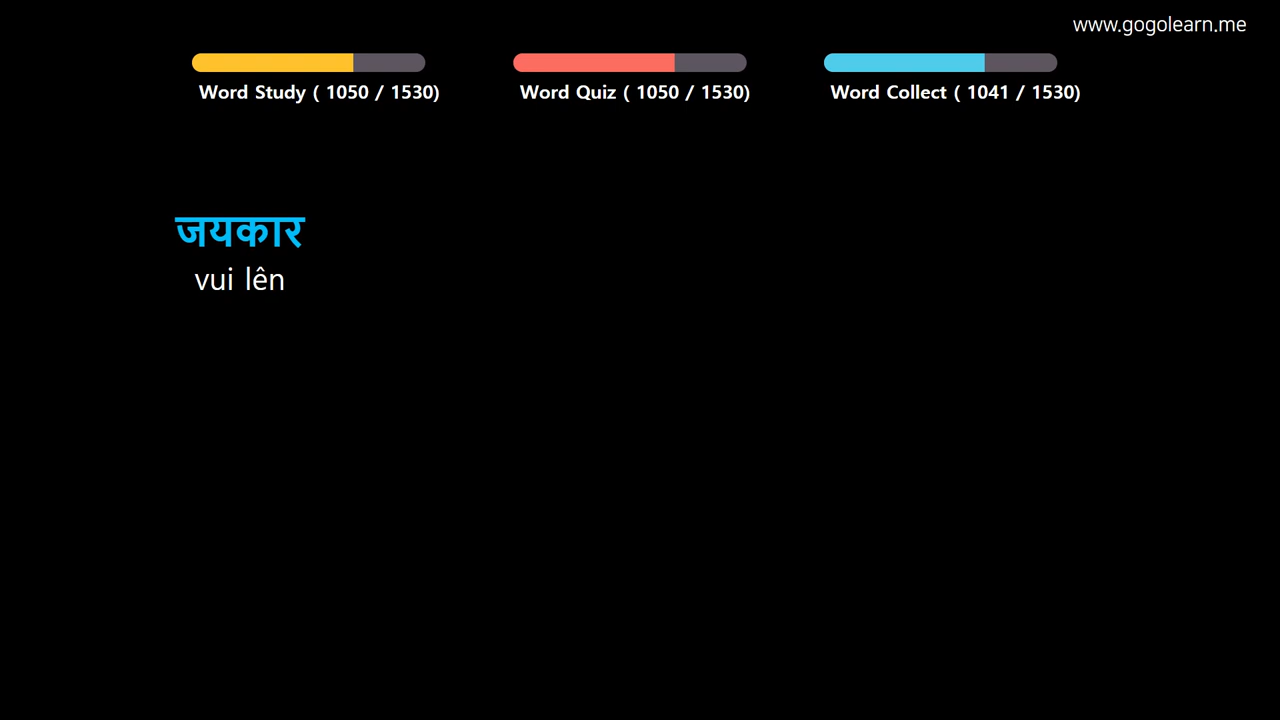 www.gogolearn.me
Word Study ( 1050 / 1530)
Word Quiz ( 1050 / 1530)
Word Collect ( 1041 / 1530)
जयकार
vui lên